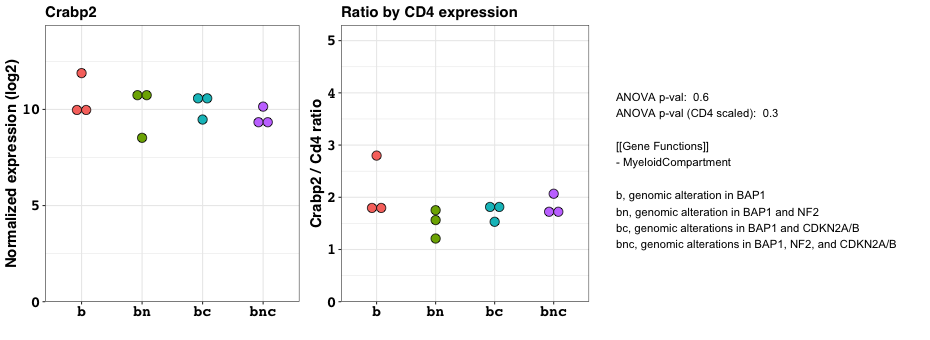 Crabp2
Normalized expression (log2)
10
5
0
b bn bc bnc
Ratio by CD4 expression
Crabp2 / Cd4 ratio
5
4
3
2
1
0
b bn bc bnc
ANOVA p-val: 0.6
ANOVA p-val (CD4 scaled): 0.3
[[Gene Functions]]
- MyeloidCompartment
b, genomic alteration in BAP1
bn, genomic alteration in BAP1 and NF2
bc, genomic alterations in BAP1 and CDKN2A/B
bnc, genomic alterations in BAP1, NF2, and CDKN2A/B